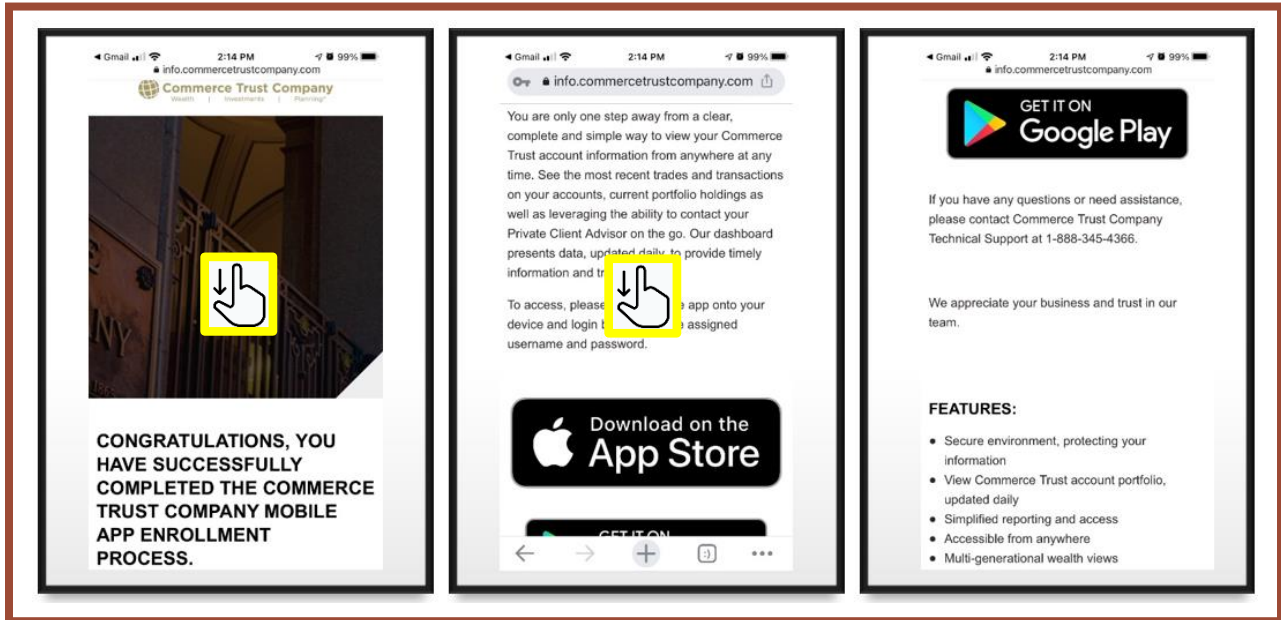 Gmail 2:14 PM 99%
info.commercetrustcompany.com
Commerce Trust Company
Wealth | Investments | Planning
NY
CONGRATULATIONS, YOU
HAVE SUCCESSFULLY
COMPLETED THE COMMERCE
TRUST COMPANY MOBILE
APP ENROLLMENT
PROCESS.
Gmail 2:14 PM 99%
info.commercetrustcompany.com
You are only one step away from a clear,
complete and simple way to view your Commerce
Trust account information from anywhere at any
time. See the most recent trades and transactions
on your accounts, current portfolio holdings as
well as leveraging the ability to contact your
Private Client Advisor on the go. Our dashboard
presents data, updated daily, to provide timely
information and
To access, please app onto your
device and login assigned
username and password.
Download on the
App Store
GET IT ON
Gmail 2:14 PM 99%
info.commercetrustcompany.com
GET IT ON
Google Play
If you have any questions or need assistance,
please contact Commerce Trust Company
Technical Support at 1-888-345-4366.
We appreciate your business and trust in our
team.
FEATURES:
• Secure environment, protecting your
information
• View Commerce Trust account portfolio,
updated daily
• Simplified reporting and access
• Accessible from anywhere
• Multi-generational wealth views